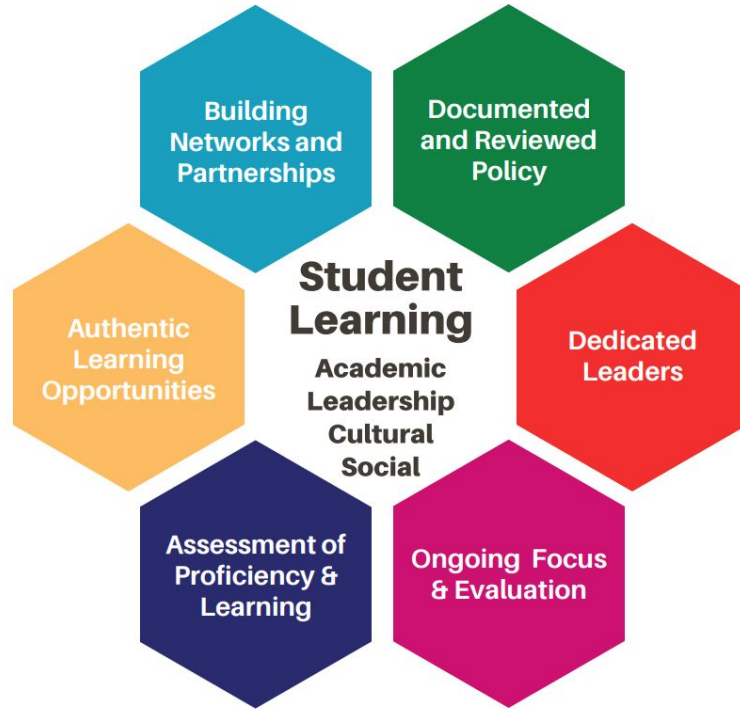 Building
Networks and
Partnerships
Documented
and Reviewed
Policy
Authentic
Learning
Opportunities
Student
Learning
Academic
Leadership
Cultural
Social
Dedicated
Leaders
Assessment of
Proficiency &
Learning
Ongoing Focus
& Evaluation